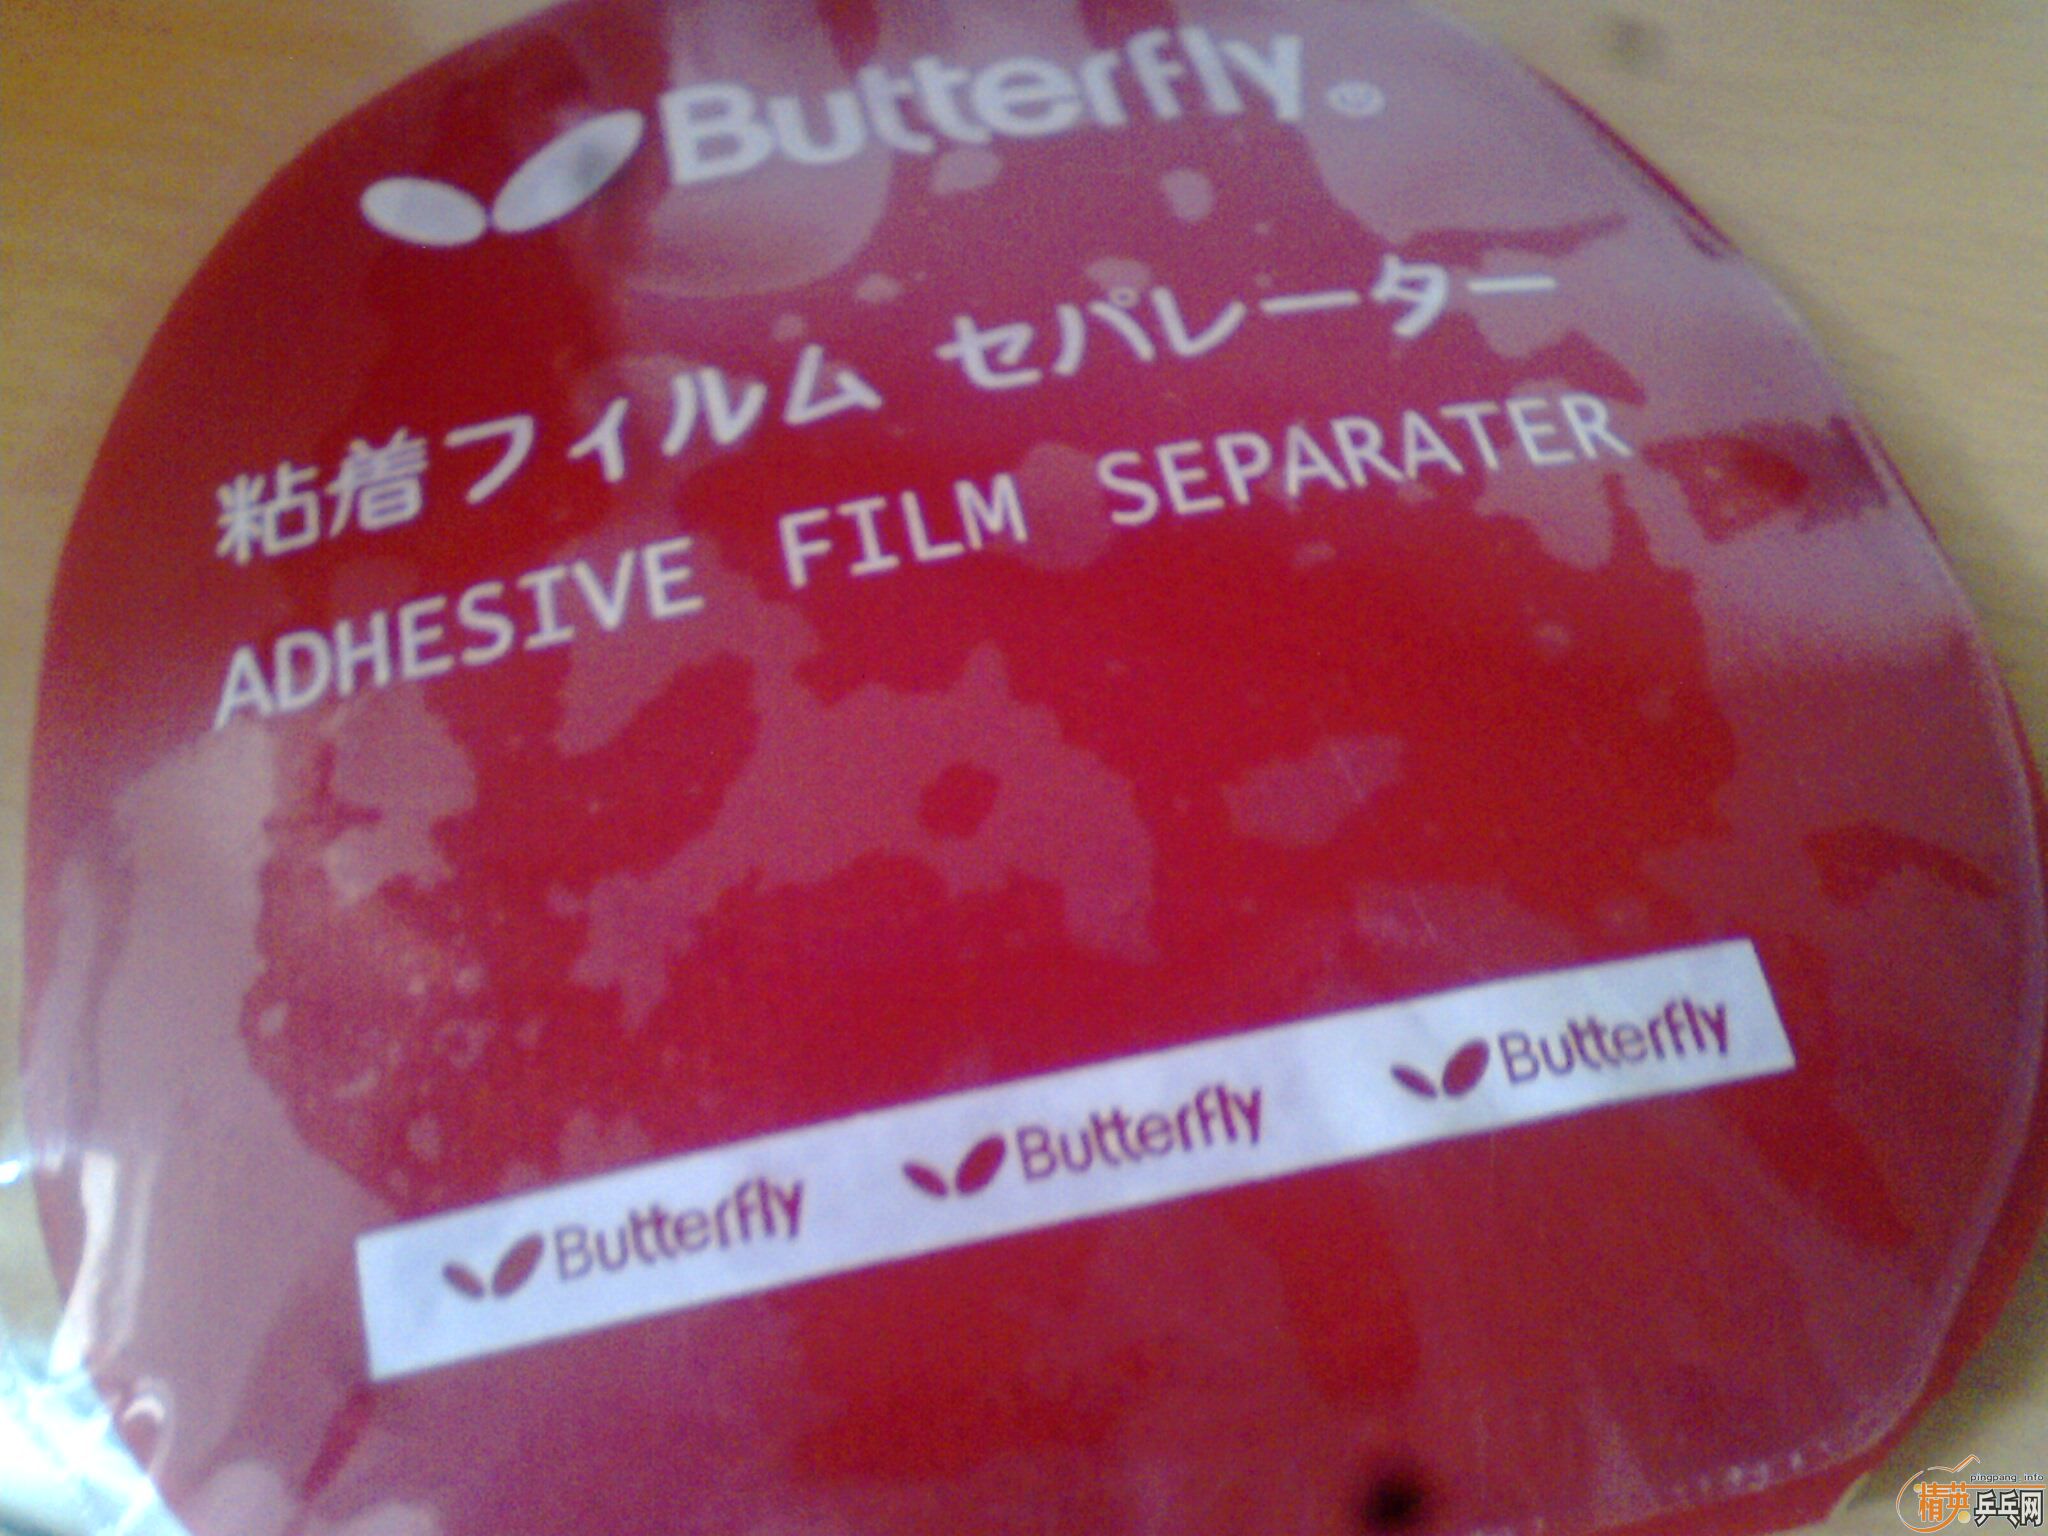 Butterfly®
粘着フィルム セパレーター
ADHESIVE FILM SEPARATER
Butterfly Butterfly Butterfly
pingpang.info
精英乒乓网